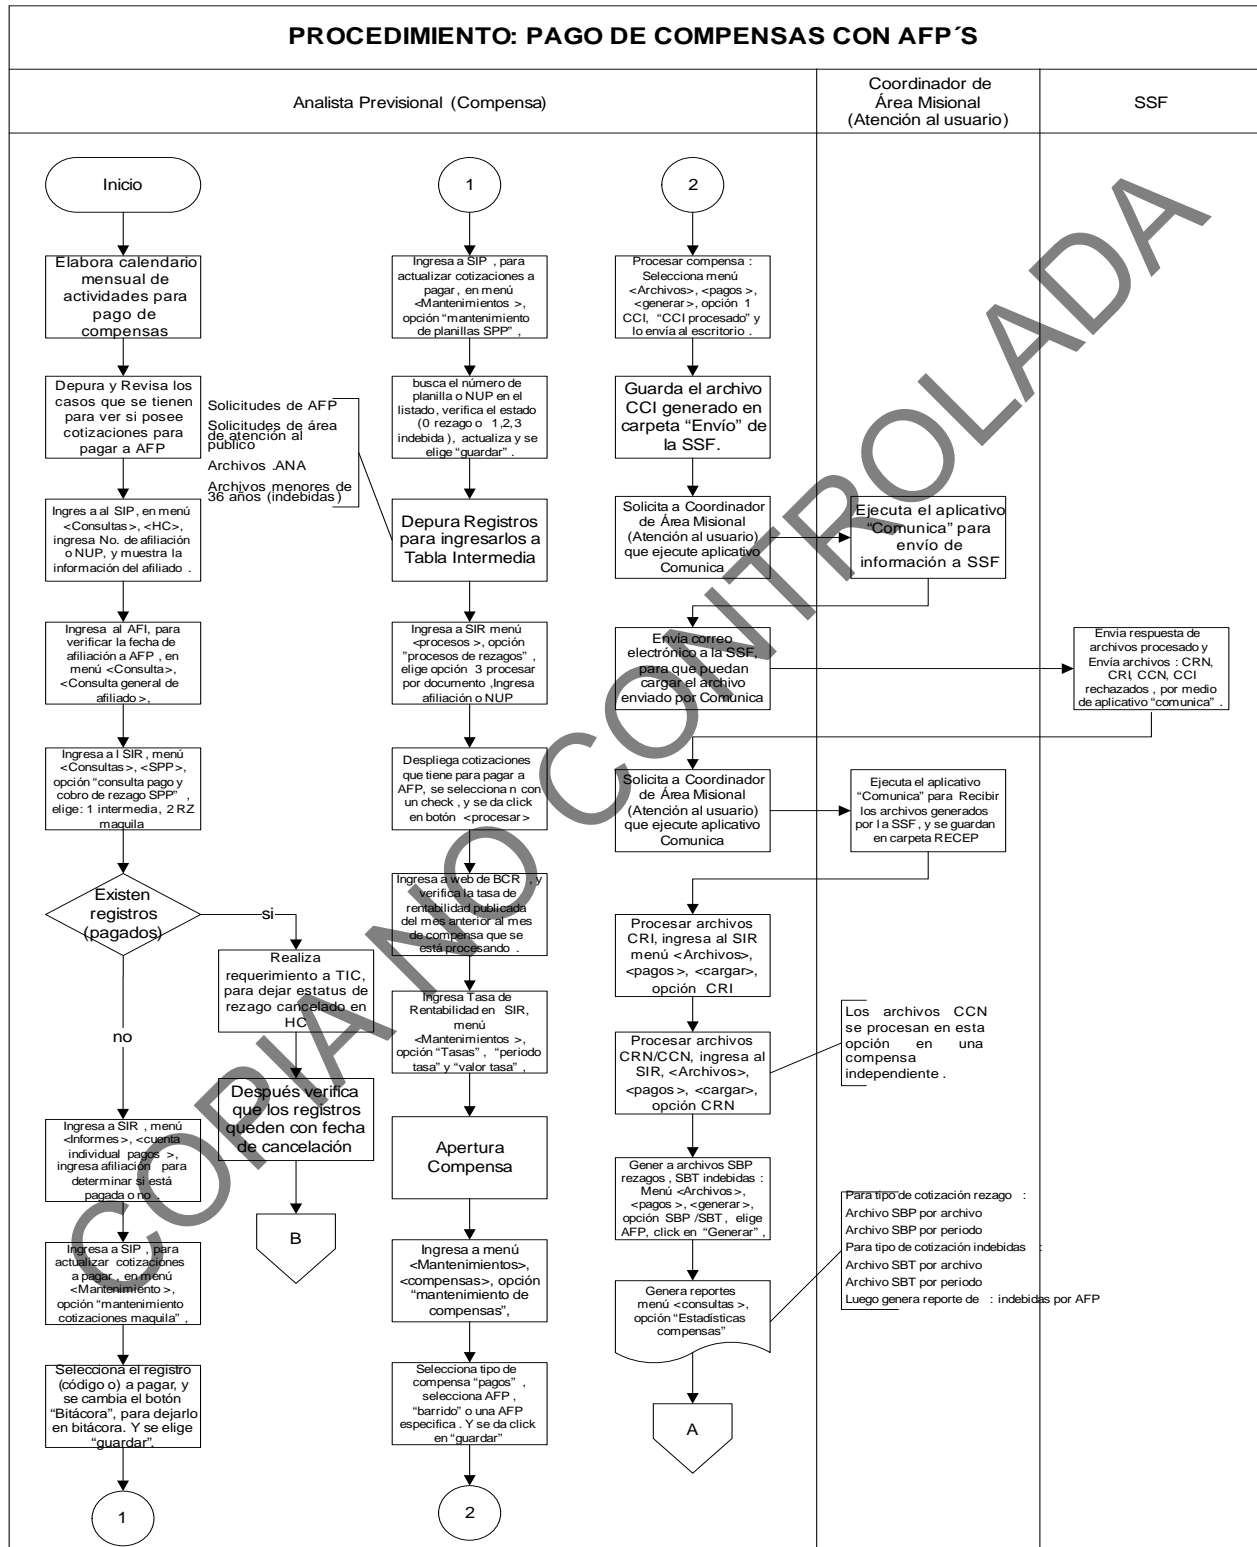 PROCEDIMIENTO: PAGO DE COMPENSAS CON AFP´S
Analista Previsional (Compensa)
Coordinador de
Área Misional
(Atención al usuario)
SSF
Inicio
Elabora calendario
mensual de
actividades para
pago de
compensas
Depura y Revisa los
casos que se tienen
para ver si posee
cotizaciones para
pagar a AFP
Solicitudes de AFP
Solicitudes de área
de atención al
publico
Archivos .ANA
Archivos menores de
36 años (indebidas)
Ingres a al SIP, en menú
<Consultas>, <HC>,
ingresa No. de afiliación
o NUP, y muestra la
información del afiliado .
Ingresa al AFI, para
verificar la fecha de
afiliación a AFP , en
menú <Consulta>,
<Consulta general de
afiliado >,
Ingresa a l SIR , menú
<Consultas>, <SPP>,
opción “consulta pago y
cobro de rezago SPP” ,
elige: 1 intermedia, 2 RZ
maquila
Existen
registros
(pagados)
si
no
Realiza
requerimiento a TIC,
para dejar estatus de
rezago cancelado en
HC
Después verifica
que los registros
queden con fecha
de cancelación
B
Ingresa a SIR , menú
<Informes>, <cuenta
individual pagos >,
ingresa afiliación para
determinar si está
pagada o no .
Ingresa a SIP , para
actualizar cotizaciones
a pagar , en menú
<Mantenimiento >,
opción “mantenimiento
cotizaciones maquila” ,
Selecciona el registro
(código o) a pagar, y
se cambia el botón
“Bitácora”, para dejarlo
en bitácora. Y se elige
“guardar”.
1
1
Ingresa a SIP , para
actualizar cotizaciones a
pagar , en menú
<Mantenimientos >,
opción “mantenimiento
de planillas SPP” ,
busca el número de
planilla o NUP en el
listado , verifica el estado
(0 rezago o 1,2,3
indebida ), actualiza y se
elige “guardar” .
Depura Registros
para ingresarlos a
Tabla Intermedia
Ingresa a SIR menú
<procesos >, opción
”procesos de rezagos” ,
elige opción 3 procesar
por documento ,Ingresa
afiliación o NUP
Despliega cotizaciones
que tiene para pagar a
AFP, se selecciona n con
un check , y se da click
en botón <procesar>
Ingresa a web de BCR , y
verifica la tasa de
rentabilidad publicada
del mes anterior al mes
de compensa que se
está procesando .
Ingresa Tasa de
Rentabilidad en SIR,
menú
<Mantenimientos >,
opción “Tasas” , “periodo
tasa” y “valor tasa” ,
Apertura
Compensa
Ingresa a menú
<Mantenimientos>,
<compensas>, opción
“mantenimiento de
compensas”,
Selecciona tipo de
compensa “pagos” ,
selecciona AFP ,
“barrido” o una AFP
especifica . Y se da click
en “guardar”
2
2
Procesar compensa :
Selecciona menú
<Archivos>, <pagos >,
<generar>, opción 1
CCI, “CCI procesado” y
lo envía al escritorio .
Guarda el archivo
CCI generado en
carpeta “Envío” de
la SSF.
Solicita a Coordinador
de Área Misional
(Atención al usuario)
que ejecute aplicativo
Comunica
Ejecuta el aplicativo
“Comunica” para
envío de
información a SSF
Envía correo
electrónico a la SSF,
para que puedan
cargar el archivo
enviado por Comunica
Envia respuesta de
archivos procesado y
Envía archivos : CRN,
CRI, CCN, CCI
rechazados , por medio
de aplicativo “comunica” .
Solicita a Coordinador
de Área Misional
(Atención al usuario)
que ejecute aplicativo
Comunica
Ejecuta el aplicativo
“Comunica” para Recibir
los archivos generados
por l a SSF, y se guardan
en carpeta RECEP
Procesar archivos
CRI, ingresa al SIR
menú <Archivos>,
<pagos >, <cargar>,
opción CRI
Procesar archivos
CRN/CCN, ingresa al
SIR, <Archivos>,
<pagos >, <cargar>,
opción CRN
Los archivos CCN
se procesan en esta
opción en una
compensa
independiente .
Gener a archivos SBP
rezagos , SBT indebidas :
Menú <Archivos>,
<pagos >, <generar>,
opción SBP /SBT , elige
AFP, click en “Generar” ,
Genera reportes
menú <consultas >,
opción “Estadísticas
compensas”
Para tipo de cotización rezago :
Archivo SBP por archivo
Archivo SBP por periodo
Para tipo de cotización indebidas :
Archivo SBT por archivo
Archivo SBT por periodo
Luego genera reporte de : indebidas por AFP
A
COPIA NO CONTROLADA